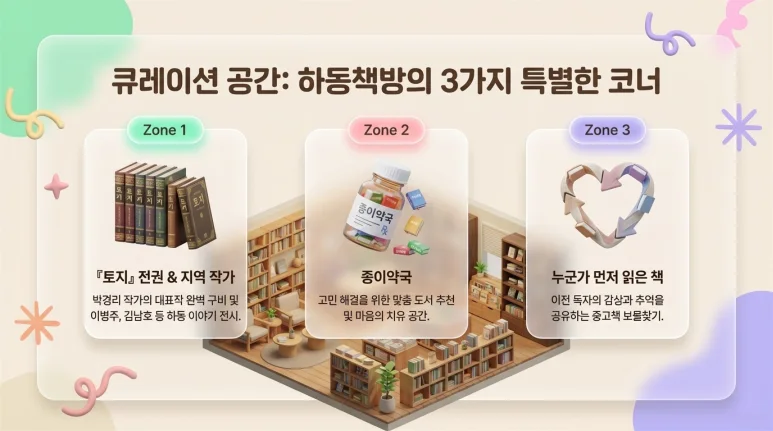 큐레이션 공간: 하동책방의 3가지 특별한 코너
Zone 1
토지
『토지』 전권 & 지역 작가
박경리 작가의 대표작 완벽 구비 및
이병주, 김남호 등 하동 이야기 전시.
Zone 2
종이약국
종이약국
고민 해결을 위한 맞춤 도서 추천
및 마음의 치유 공간.
Zone 3
누군가 먼저 읽은 책
이전 독자의 감상과 추억을
공유하는 중고책 보물찾기.